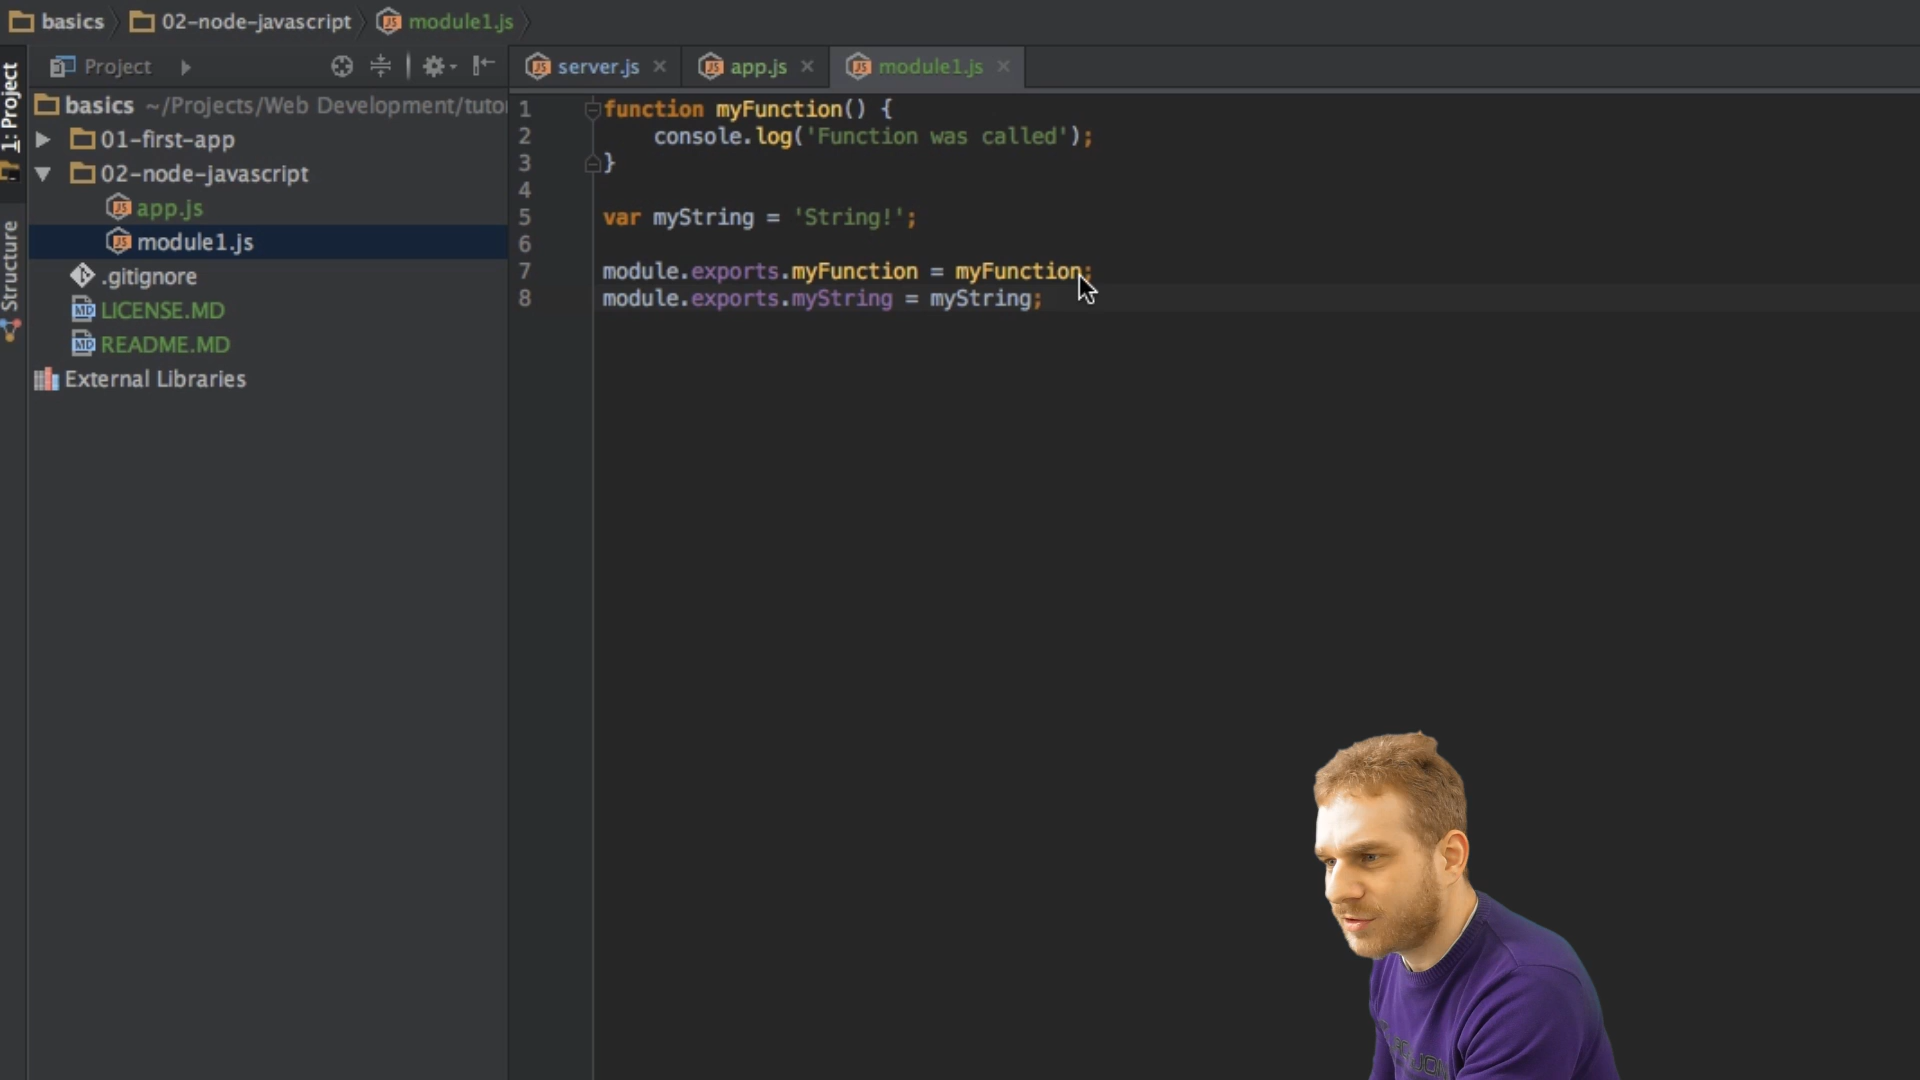 basics 02-node-javascript module1.js
1: Project
Structure
Project
basics ~/Projects/Web Development/tuto
01-first-app
02-node-javascript
app.js
module1.js
.gitignore
LICENSE.MD
README.MD
External Libraries
server.js app.js module1.js
1 function myFunction() {
2 console.log('Function was called');
3 }
4
5 var myString = 'String!';
6
7 module.exports.myFunction = myFunction;
8 module.exports.myString = myString;